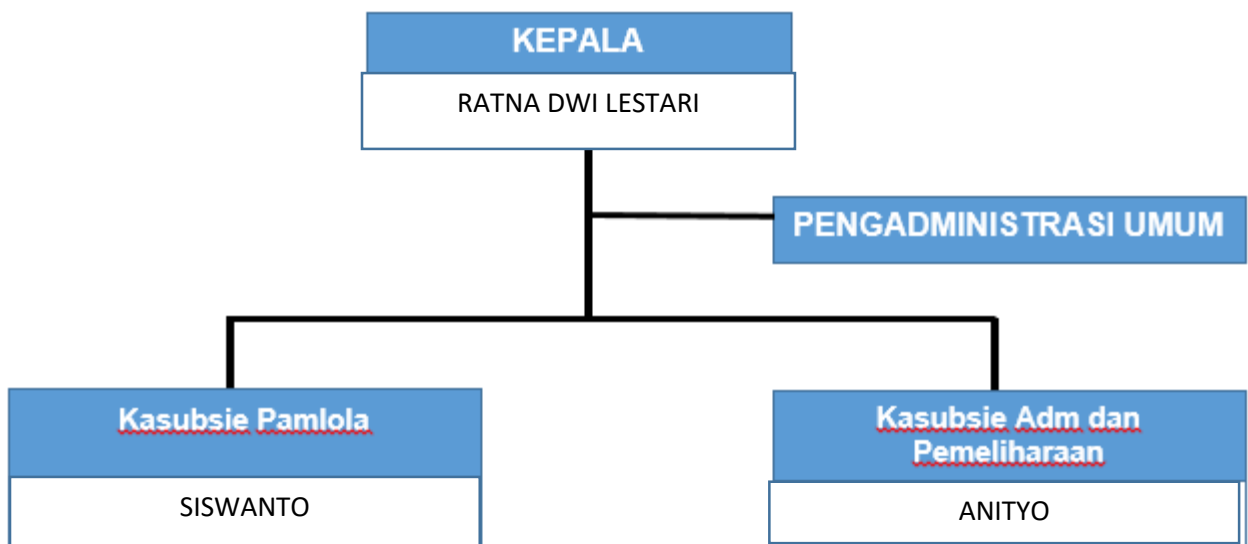 KEPALA
RATNA DWI LESTARI
PENGADMINISTRASI UMUM
Kasubsie Pamlola
SISWANTO
Kasubsie Adm dan
Pemeliharaan
ANITYO